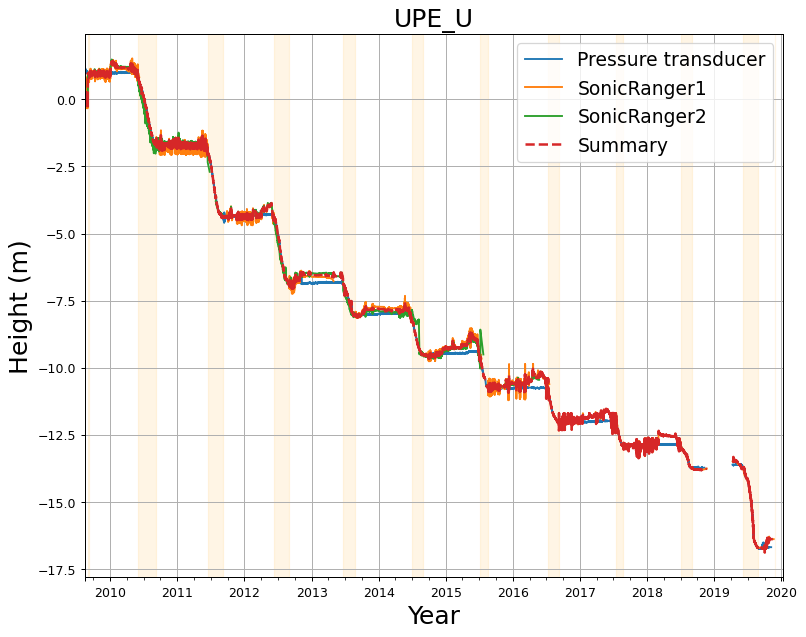 UPE_U
Pressure transducer
SonicRanger1
SonicRanger2
Summary
Height (m)
0.0
−2.5
−5.0
−7.5
−10.0
−12.5
−15.0
−17.5
2010 2011 2012 2013 2014 2015 2016 2017 2018 2019 2020
Year